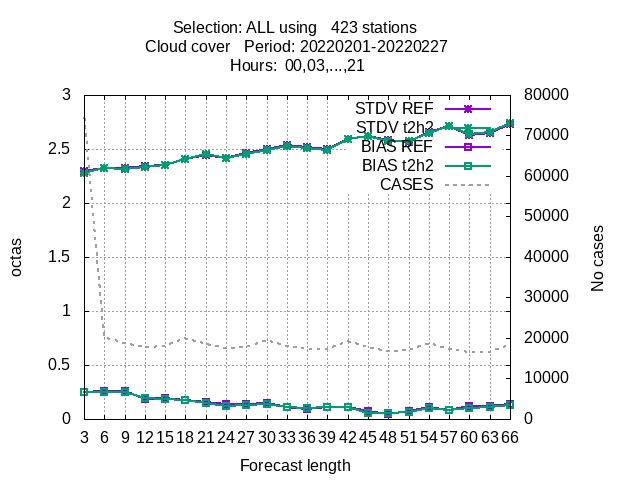 Selection: ALL using 423 stations
Cloud cover Period: 20220201-20220227
Hours: 00,03,...,21
3 80000
STDV REF
STDV t2h2
BIAS REF
BIAS t2h2
CASES
2.5 70000
2 60000
1.5 50000
1 40000
0.5 30000
0 20000
10000
0
octas
No cases
3 6 9 12 15 18 21 24 27 30 33 36 39 42 45 48 51 54 57 60 63 66
Forecast length